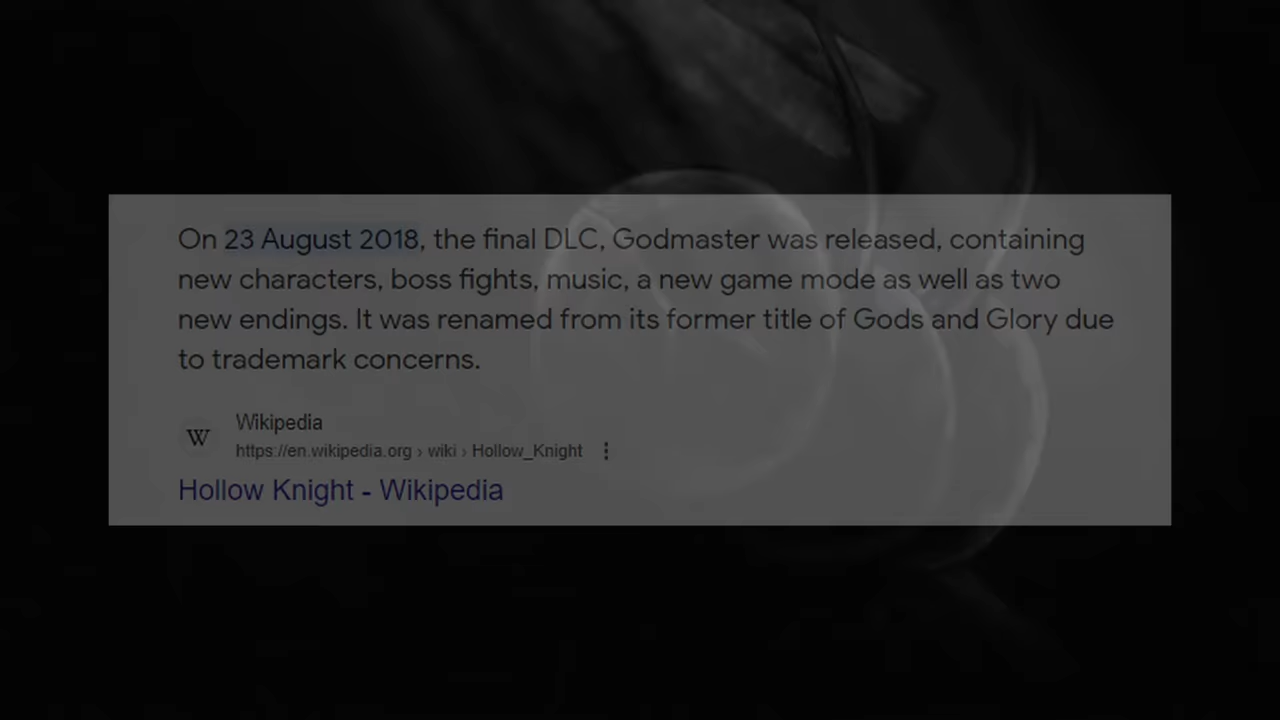 On 23 August 2018, the final DLC, Godmaster was released, containing
new characters, boss fights, music, a new game mode as well as two
new endings. It was renamed from its former title of Gods and Glory due
to trademark concerns.
W
Wikipedia
https://en.wikipedia.org › wiki › Hollow_Knight
Hollow Knight - Wikipedia